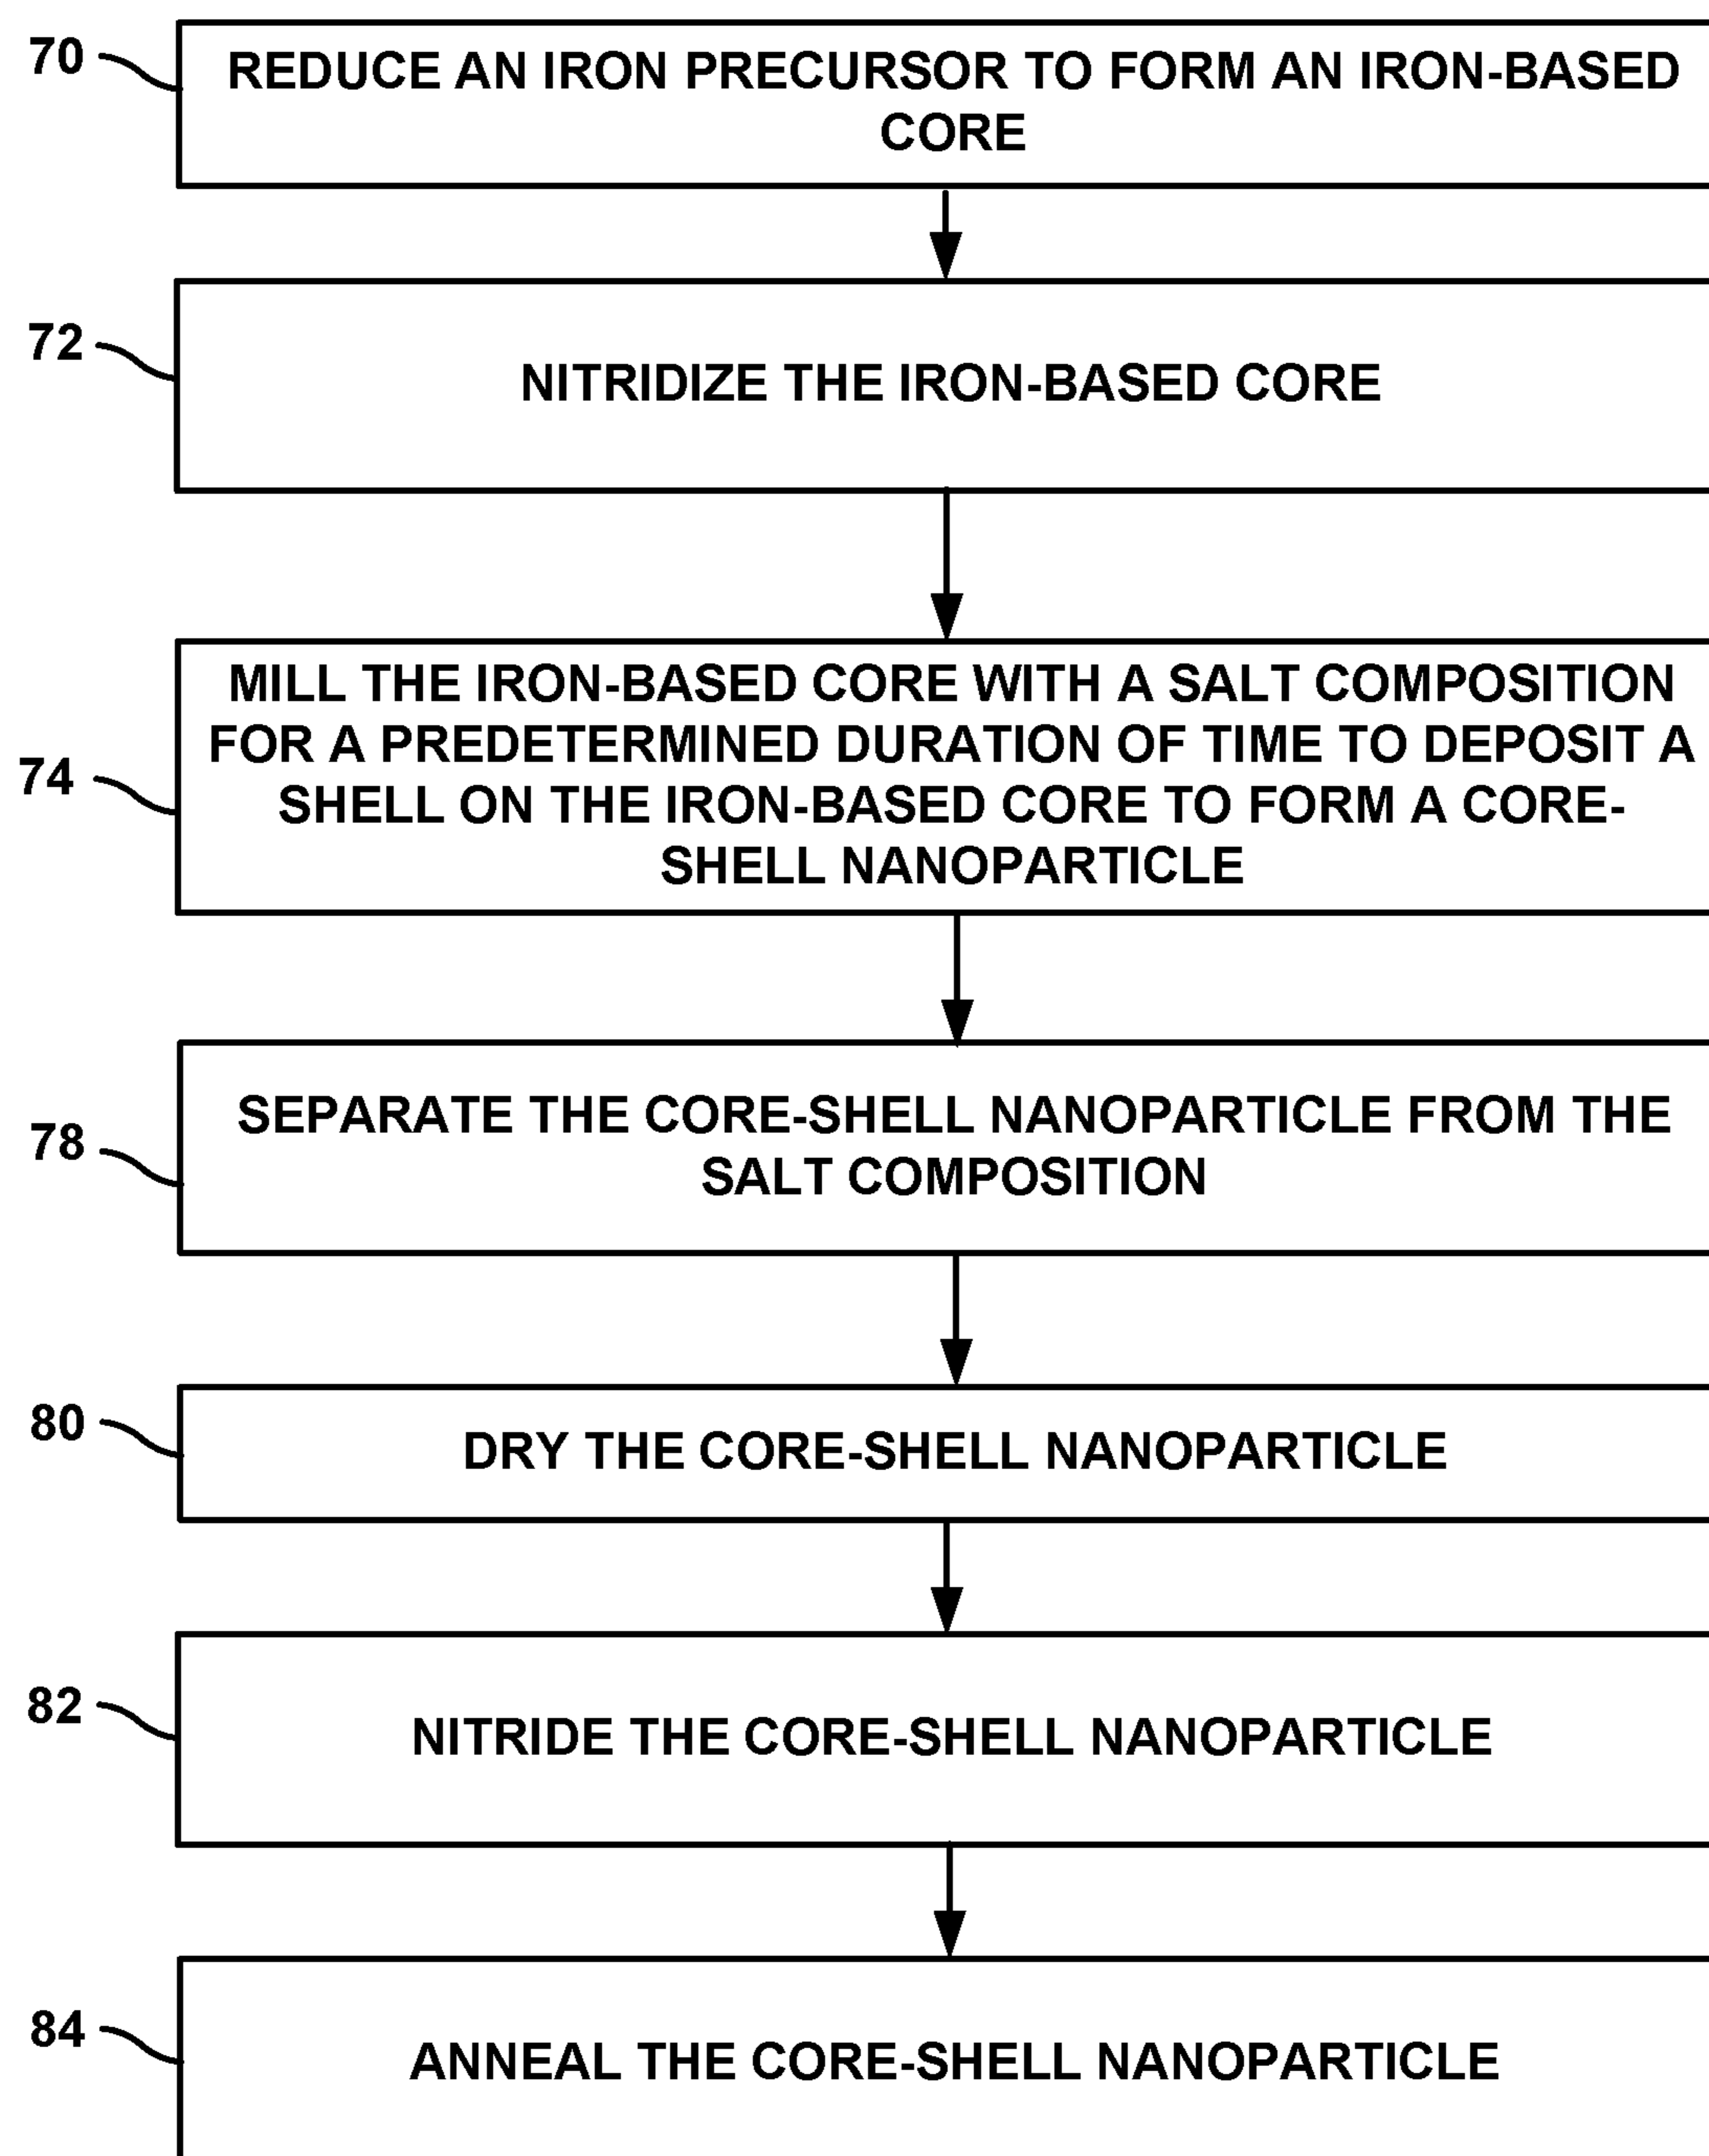 70
REDUCE AN IRON PRECURSOR TO FORM AN IRON-BASED
CORE
72
NITRIDIZE THE IRON-BASED CORE
74
MILL THE IRON-BASED CORE WITH A SALT COMPOSITION
FOR A PREDETERMINED DURATION OF TIME TO DEPOSIT A
SHELL ON THE IRON-BASED CORE TO FORM A CORE-
SHELL NANOPARTICLE
78
SEPARATE THE CORE-SHELL NANOPARTICLE FROM THE
SALT COMPOSITION
80
DRY THE CORE-SHELL NANOPARTICLE
82
NITRIDE THE CORE-SHELL NANOPARTICLE
84
ANNEAL THE CORE-SHELL NANOPARTICLE